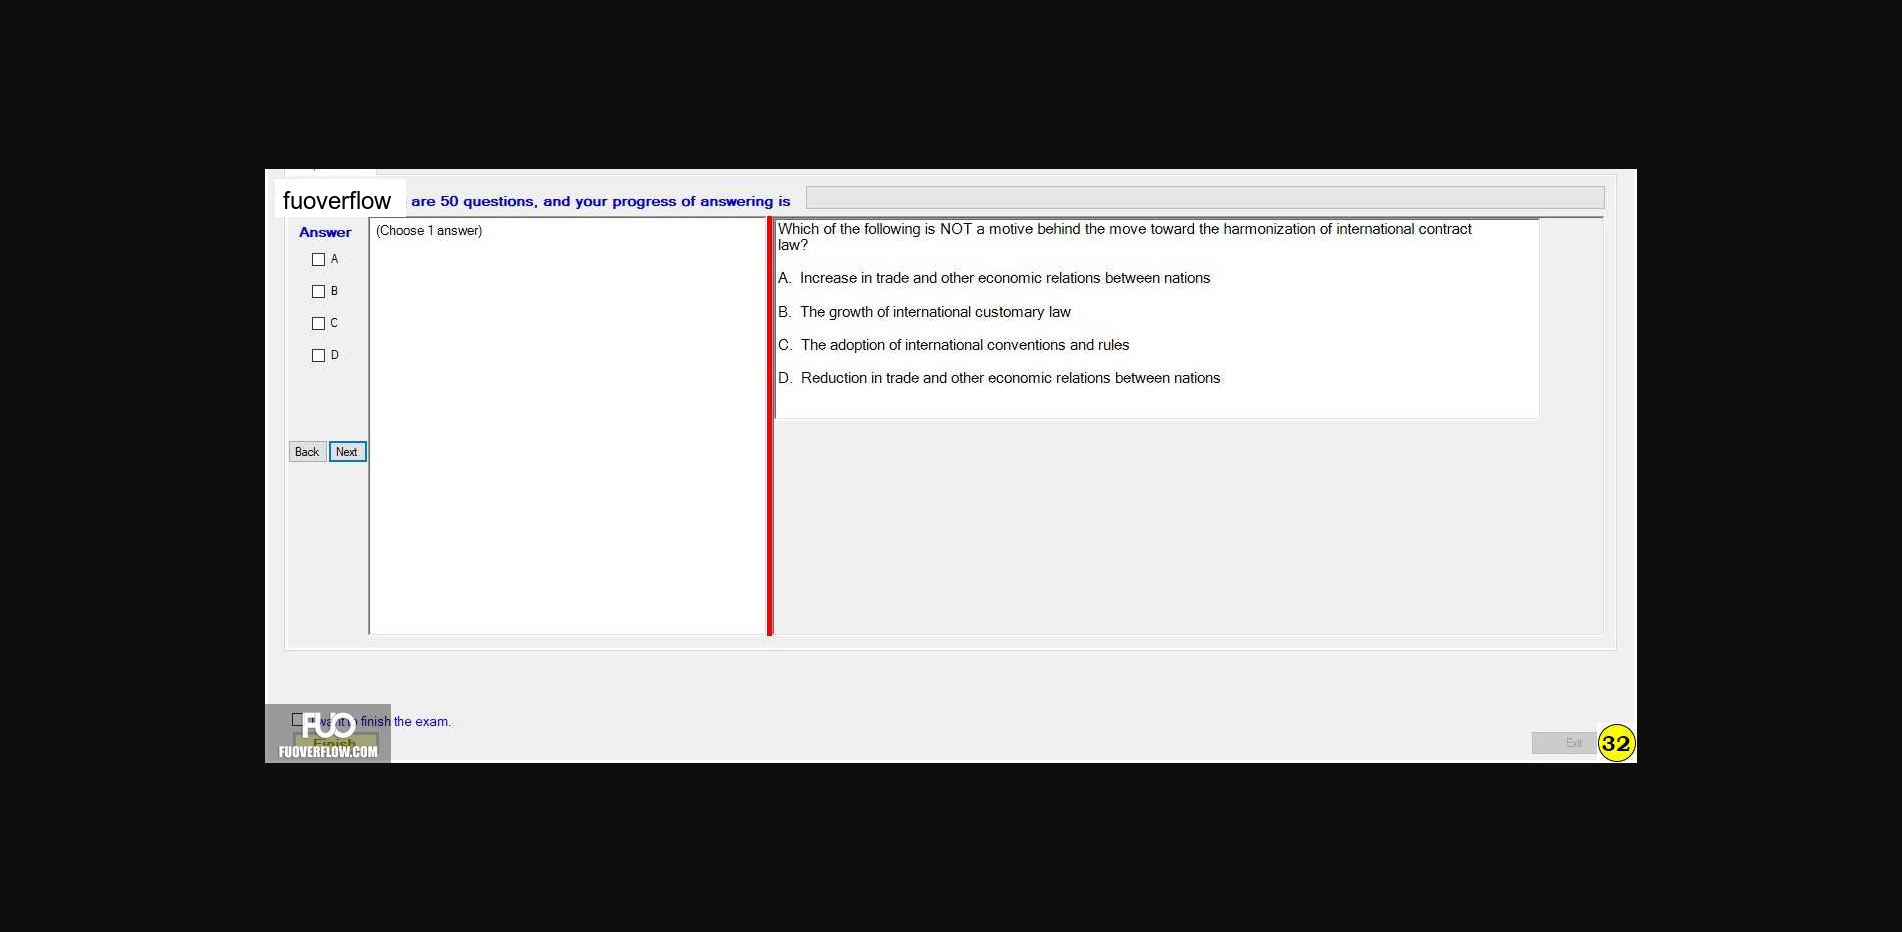 fuoverflow are 50 questions, and your progress of answering is
Answer
(Choose 1 answer)
A
B
C
D
Back Next
Which of the following is NOT a motive behind the move toward the harmonization of international contract
law?
A. Increase in trade and other economic relations between nations
B. The growth of international customary law
C. The adoption of international conventions and rules
D. Reduction in trade and other economic relations between nations
I want to finish the exam.
Finish
FUO
FUOVERFLOW.COM
Exit
32